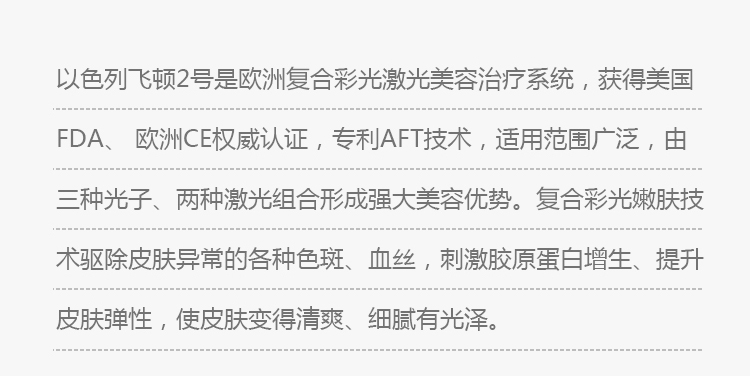 以色列飞顿2号是欧洲复合彩光激光美容治疗系统，获得美国
FDA、 欧洲CE权威认证，专利AFT技术，适用范围广泛，由
三种光子、两种激光组合形成强大美容优势。复合彩光嫩肤技
术驱除皮肤异常的各种色斑、血丝，刺激胶原蛋白增生、提升
皮肤弹性，使皮肤变得清爽、细腻有光泽。